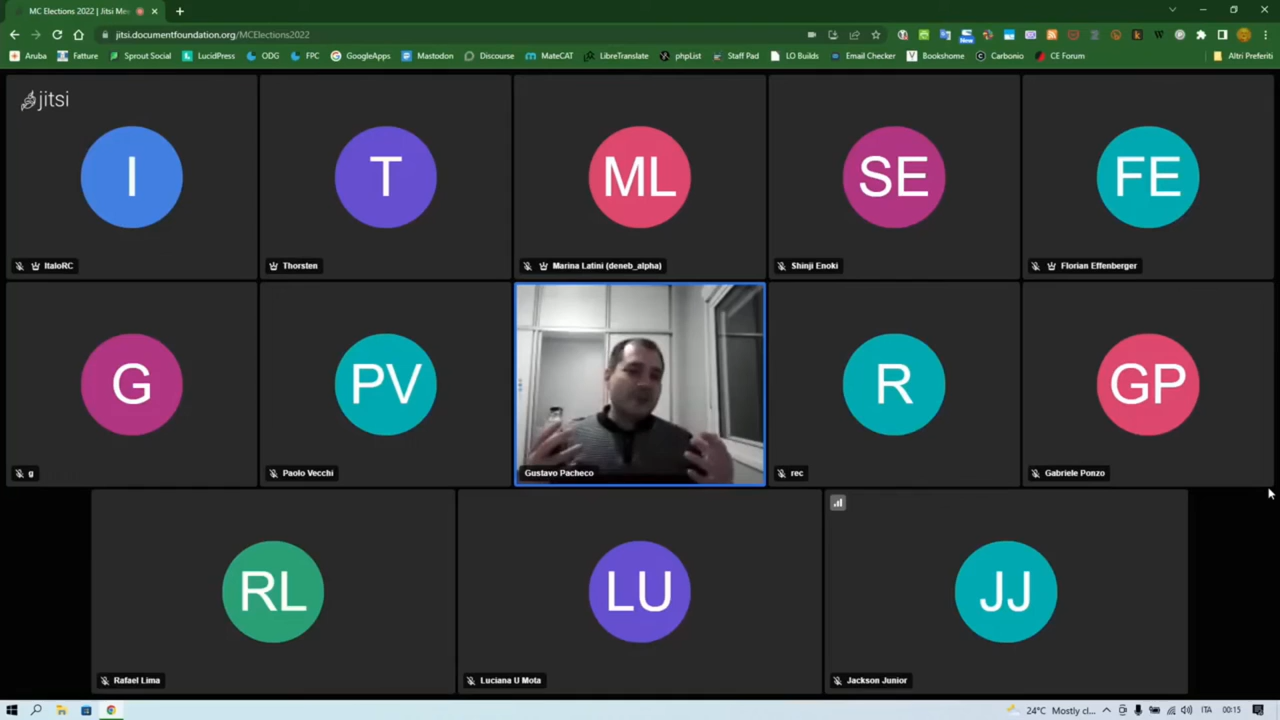 MC Elections 2022 | Jitsi Me
jitsi.documentfoundation.org/MCElections2022
New
Aruba
Fatture
Sprout Social
LucidPress
ODG
FPC
GoogleApps
Mastodon
Discourse
MateCAT
LibreTranslate
phpList
Staff Pad
LO Builds
Email Checker
Bookshome
Carbonio
CE Forum
Altri Preferiti
jitsi
I
T
ML
SE
FE
ItaloRC
Thorsten
Marina Latini (deneb_alpha)
Shinji Enoki
Florian Effenberger
G
PV
R
GP
g
Paolo Vecchi
Gustavo Pacheco
rec
Gabriele Ponzo
RL
LU
JJ
Rafael Lima
Luciana U Mota
Jackson Junior
24°C Mostly cl...
ITA
00:15